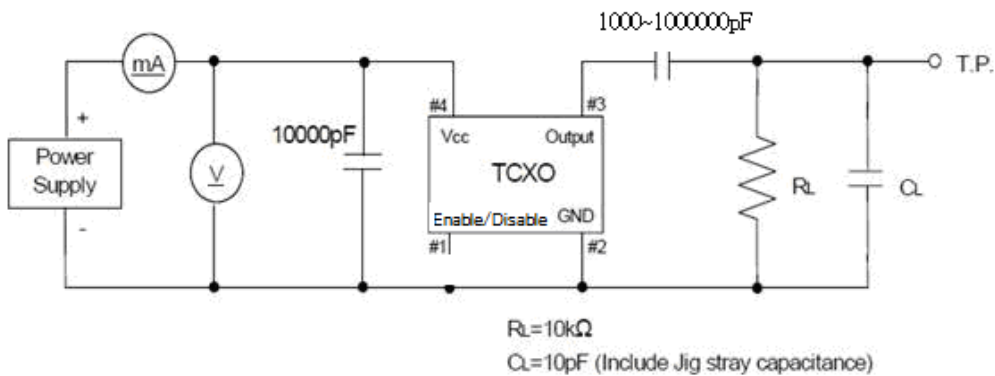 1000~1000000pF
mA
T.P.
+
#4
#3
10000pF
Vcc
Output
Power
Supply
V
TCXO
RL
CL
Enable/Disable
GND
-
#1
#2
RL=10kΩ
CL=10pF (Include Jig stray capacitance)